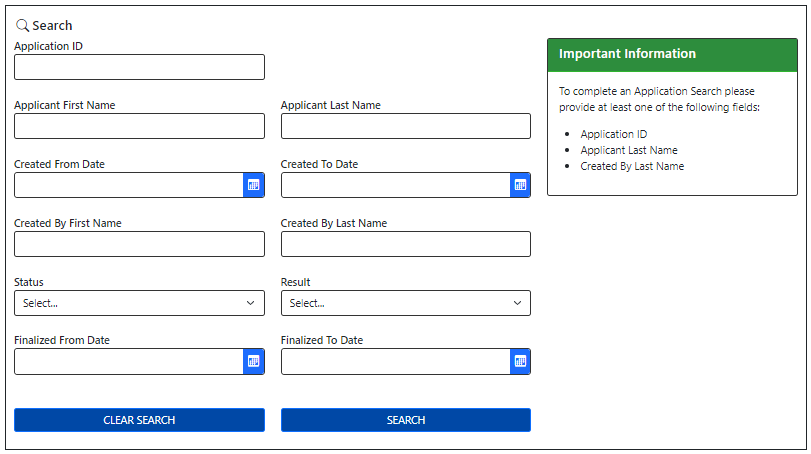 Search
Application ID
Applicant First Name
Applicant Last Name
Created From Date
Created To Date
Created By First Name
Created By Last Name
Status
Result
Select...
Select...
Finalized From Date
Finalized To Date
CLEAR SEARCH
SEARCH
Important Information
To complete an Application Search please
provide at least one of the following fields:
Application ID
Applicant Last Name
Created By Last Name